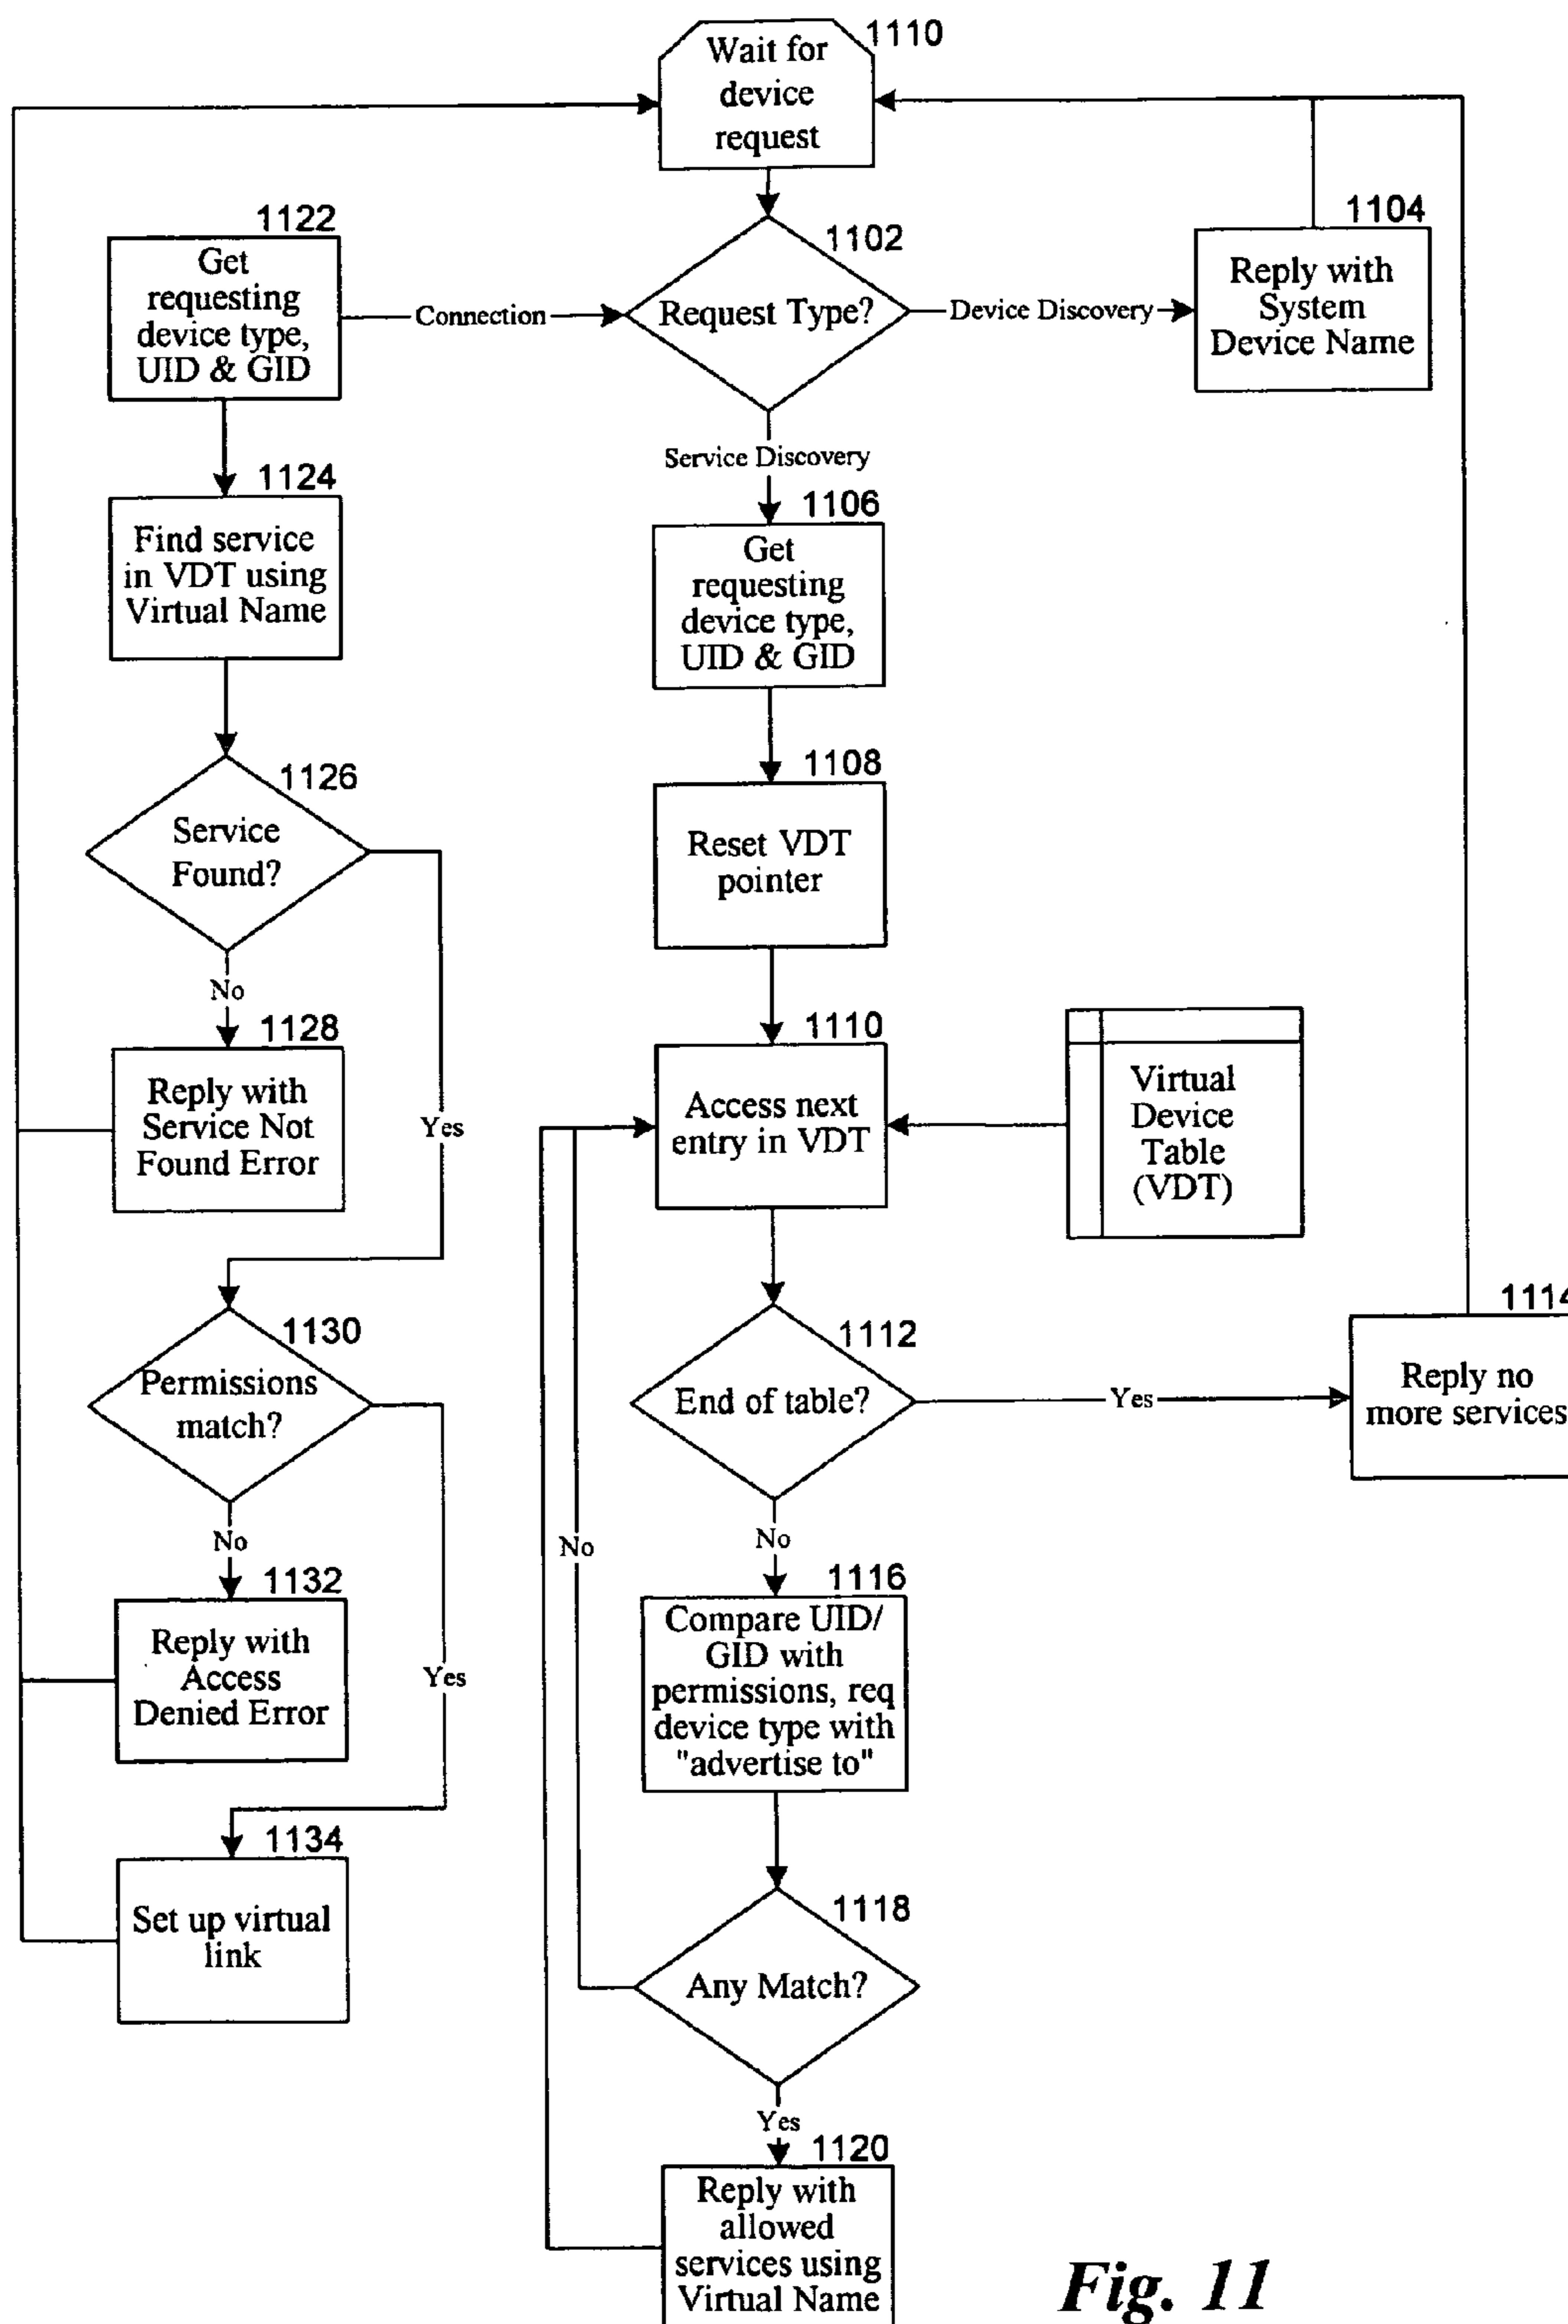 Wait for
device
request
1110
1122
Get
requesting
device type,
UID & GID
Connection
1102
Request Type?
Device Discovery
1104
Reply with
System
Device Name
Service Discovery
1124
Find service
in VDT using
Virtual Name
1106
Get
requesting
device type,
UID & GID
1126
Service
Found?
1108
Reset VDT
pointer
No
Yes
1128
Reply with
Service Not
Found Error
1110
Access next
entry in VDT
Virtual
Device
Table
(VDT)
1130
Permissions
match?
1112
End of table?
Yes
1114
Reply no
more services
No
Yes
1132
Reply with
Access
Denied Error
No
No
1116
Compare UID/
GID with
permissions, req
device type with
"advertise to"
1134
Set up virtual
link
1118
Any Match?
Yes
1120
Reply with
allowed
services using
Virtual Name
Fig. 11